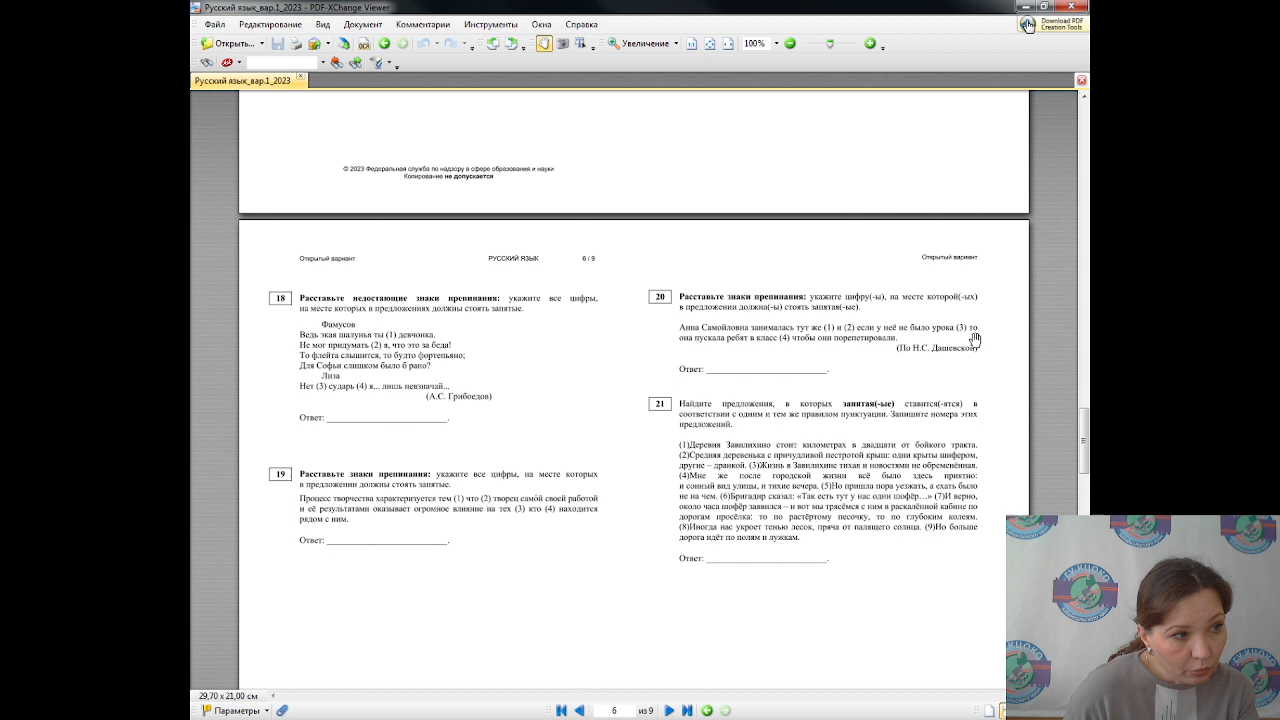 Русский язык_вар.1_2023 - PDF-XChange Viewer
Файл Редактирование Вид Документ Комментарии Инструменты Окна Справка
Download PDF
Creation Tools
Открыть... OCR Увеличение 100%
Русский язык_вар.1_2023
© 2023 Федеральная служба по надзору в сфере образования и науки
Копирование не допускается
Открытый вариант РУССКИЙ ЯЗЫК 6 / 9
18 Расставьте недостающие знаки препинания: укажите все цифры,
на месте которых в предложениях должны стоять запятые.
Фамусов
Ведь экая шалунья ты (1) девчонка.
Не мог придумать (2) я, что это за беда!
То флейта слышится, то будто фортепьяно;
Для Софьи слишком было б рано?
Лиза
Нет (3) сударь (4) я... лишь невзначай...
(А.С. Грибоедов)
Ответ: ___________________________.
19 Расставьте знаки препинания: укажите все цифры, на месте которых
в предложении должны стоять запятые.
Процесс творчества характеризуется тем (1) что (2) творец само́й своей работой
и её результатами оказывает огромное влияние на тех (3) кто (4) находится
рядом с ним.
Ответ: ___________________________.
Открытый вариант
20 Расставьте знаки препинания: укажите цифру(-ы), на месте которой(-ых)
в предложении должна(-ы) стоять запятая(-ые).
Анна Самойловна занималась тут же (1) и (2) если у неё не было урока (3) то
она пускала ребят в класс (4) чтобы они порепетировали.
(По Н.С. Дашевской)
Ответ: ___________________________.
21 Найдите предложения, в которых запятая(-ые) ставится(-ятся) в
соответствии с одним и тем же правилом пунктуации. Запишите номера этих
предложений.
(1)Деревня Завилихино стоит километрах в двадцати от бойкого тракта.
(2)Средняя деревенька с причудливой пестротой крыш: одни крыты шифером,
другие – дранкой. (3)Жизнь в Завилихине тихая и новостями не обременённая.
(4)Мне же после городской жизни всё было здесь приятно:
и сонный вид улицы, и тихие вечера. (5)Но пришла пора уезжать, а ехать было
не на чем. (6)Бригадир сказал: «Так есть тут у нас один шофёр…» (7)И верно,
около часа шофёр заявился – и вот мы трясёмся с ним в раскалённой кабине по
дорогам просёлка: то по растёртому песочку, то по глубоким колеям.
(8)Иногда нас укроет тенью лесок, пряча от палящего солнца. (9)Но больше
дорога идёт по полям и лужкам.
Ответ: ___________________________.
29,70 x 21,00 см
Параметры 6 из 9